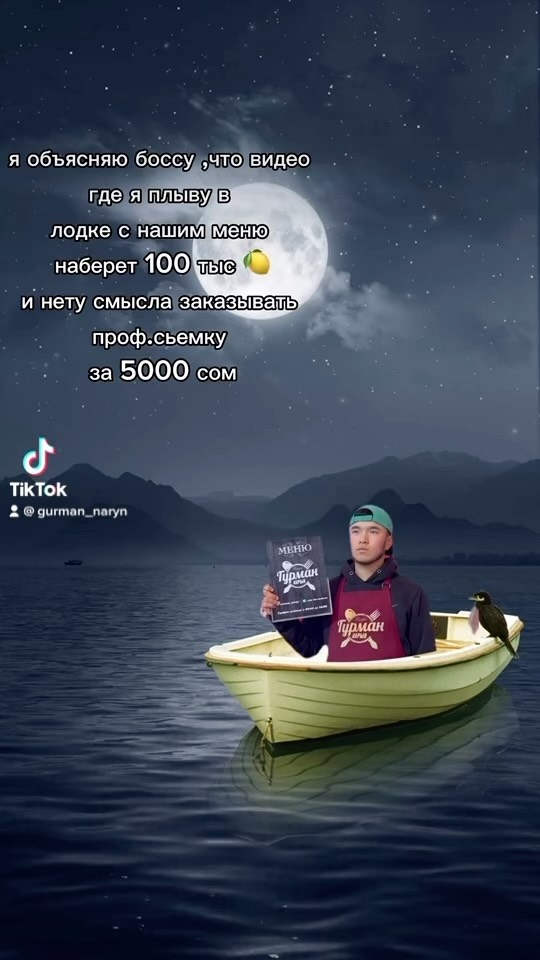 я объясняю боссу ,что видео
где я плыву в
лодке с нашим меню
наберет 100 тыс 🍋
и нету смысла заказывать
проф.сьемку
за 5000 сом
TikTok
@ gurman_naryn
МЕНЮ
Гурман
Гурман